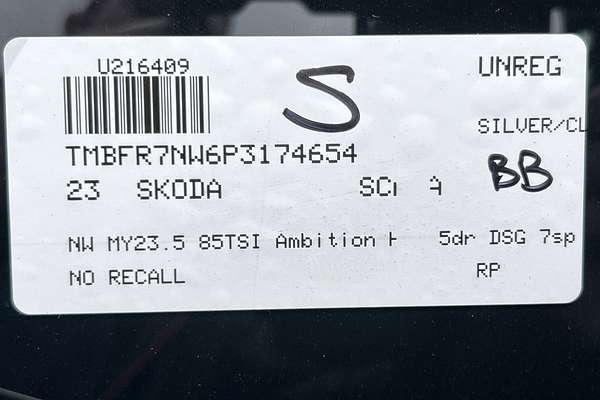 U216409
S
UNREG
SILVER/CL
TMBFR7NW6P3174654
BB
23 SKODA
NW MY23.5 85TSI Ambition 5dr DSG 7sp
NO RECALL
RP